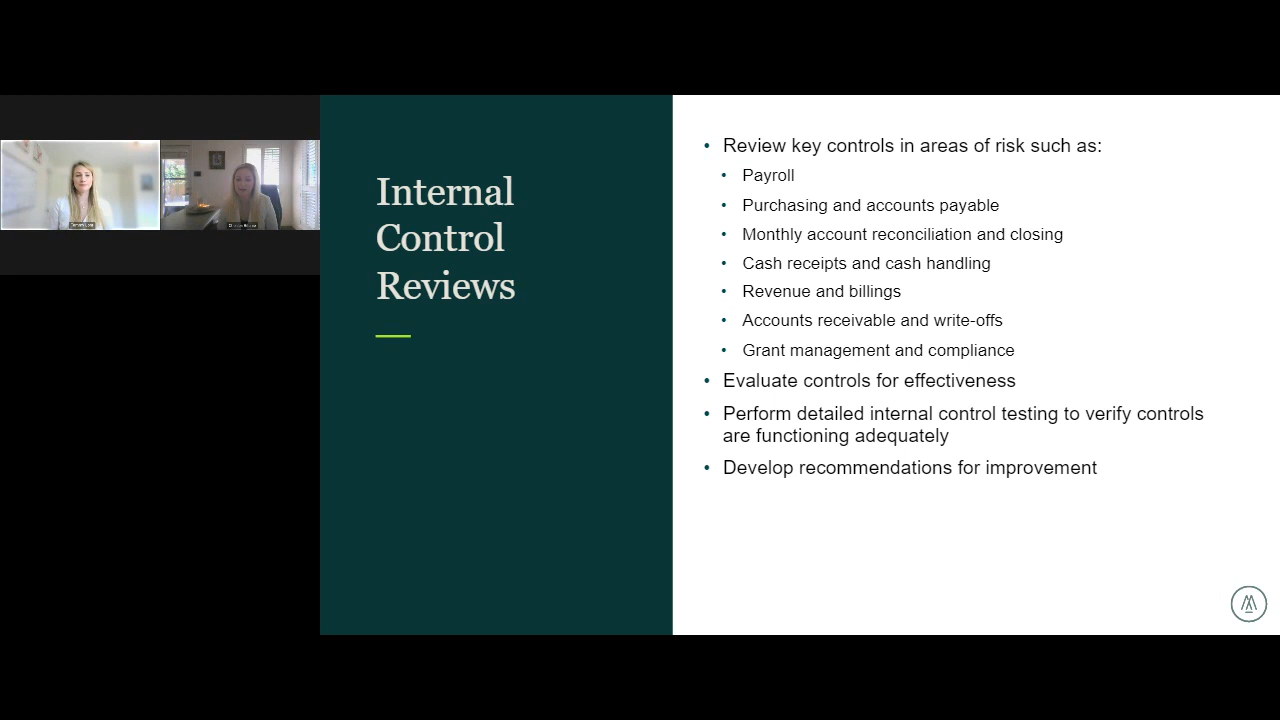 Internal
Control
Reviews
• Review key controls in areas of risk such as:
• Payroll
• Purchasing and accounts payable
• Monthly account reconciliation and closing
• Cash receipts and cash handling
• Revenue and billings
• Accounts receivable and write-offs
• Grant management and compliance
• Evaluate controls for effectiveness
• Perform detailed internal control testing to verify controls
are functioning adequately
• Develop recommendations for improvement